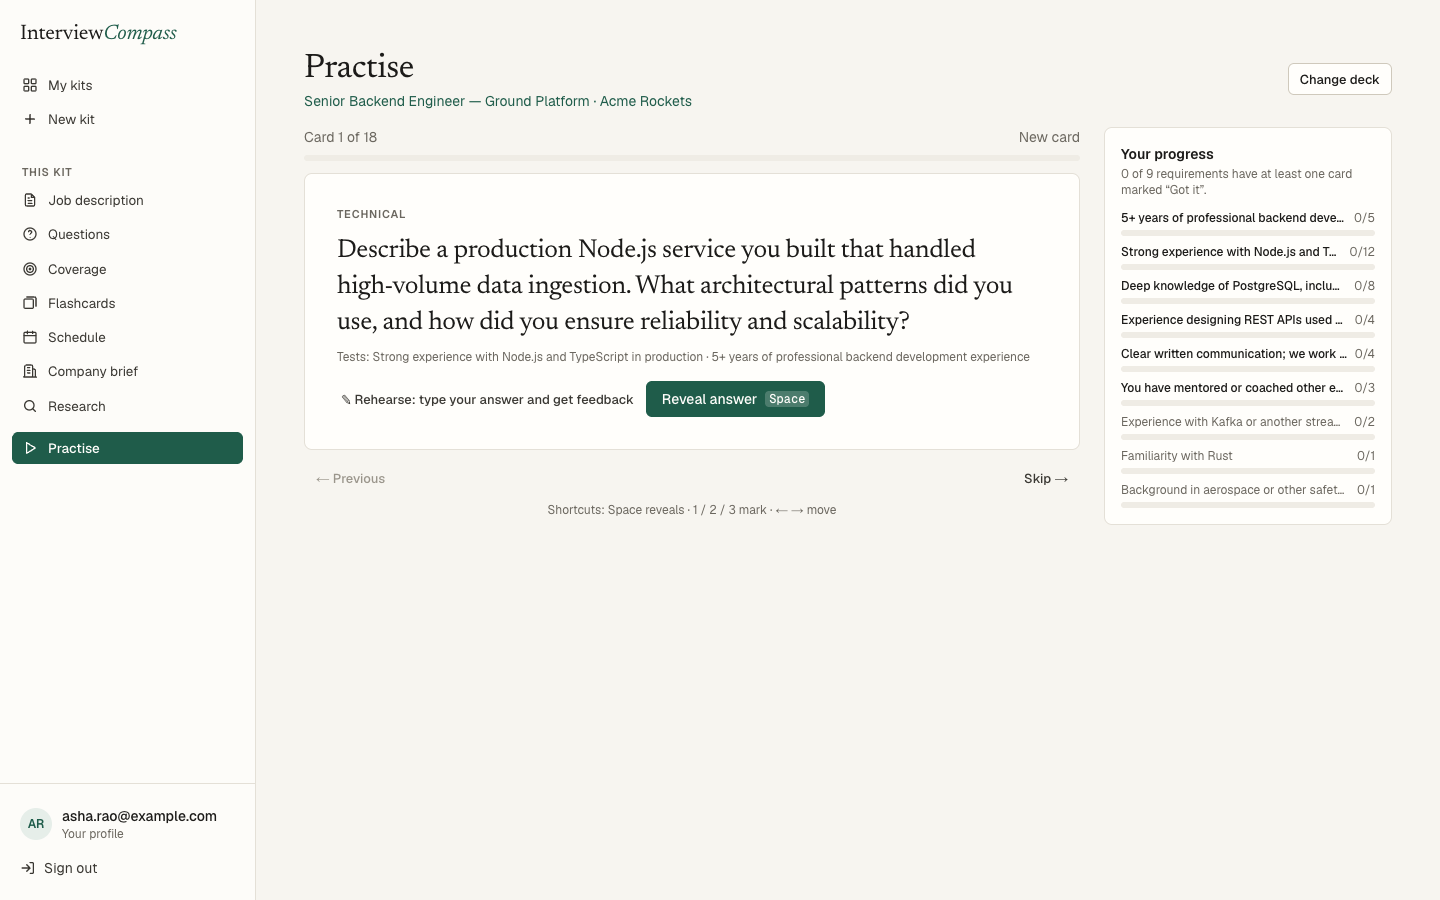 InterviewCompass
My kits
New kit
THIS KIT
Job description
Questions
Coverage
Flashcards
Schedule
Company brief
Research
Practise
AR
asha.rao@example.com
Your profile
Sign out
Practise
Senior Backend Engineer — Ground Platform · Acme Rockets
Change deck
Card 1 of 18
New card
TECHNICAL
Describe a production Node.js service you built that handled
high-volume data ingestion. What architectural patterns did you
use, and how did you ensure reliability and scalability?
Tests: Strong experience with Node.js and TypeScript in production · 5+ years of professional backend development experience
✎ Rehearse: type your answer and get feedback
Reveal answer Space
← Previous
Skip →
Shortcuts: Space reveals · 1 / 2 / 3 mark · ← → move
Your progress
0 of 9 requirements have at least one card
marked “Got it”.
5+ years of professional backend deve... 0/5
Strong experience with Node.js and T... 0/12
Deep knowledge of PostgreSQL, inclu... 0/8
Experience designing REST APIs used ... 0/4
Clear written communication; we work ... 0/4
You have mentored or coached other e... 0/3
Experience with Kafka or another strea... 0/2
Familiarity with Rust 0/1
Background in aerospace or other safet... 0/1